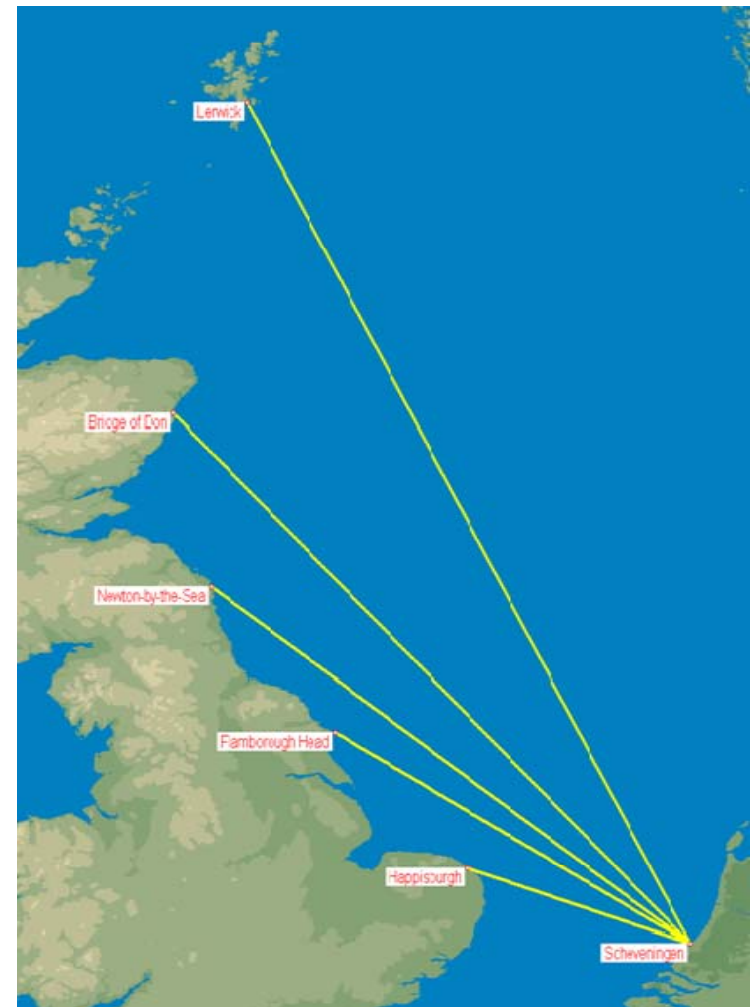 Lerwick
Bridge of Don
Newton-by-the-Sea
Flamborough Head
Happisburgh
Scheveningen